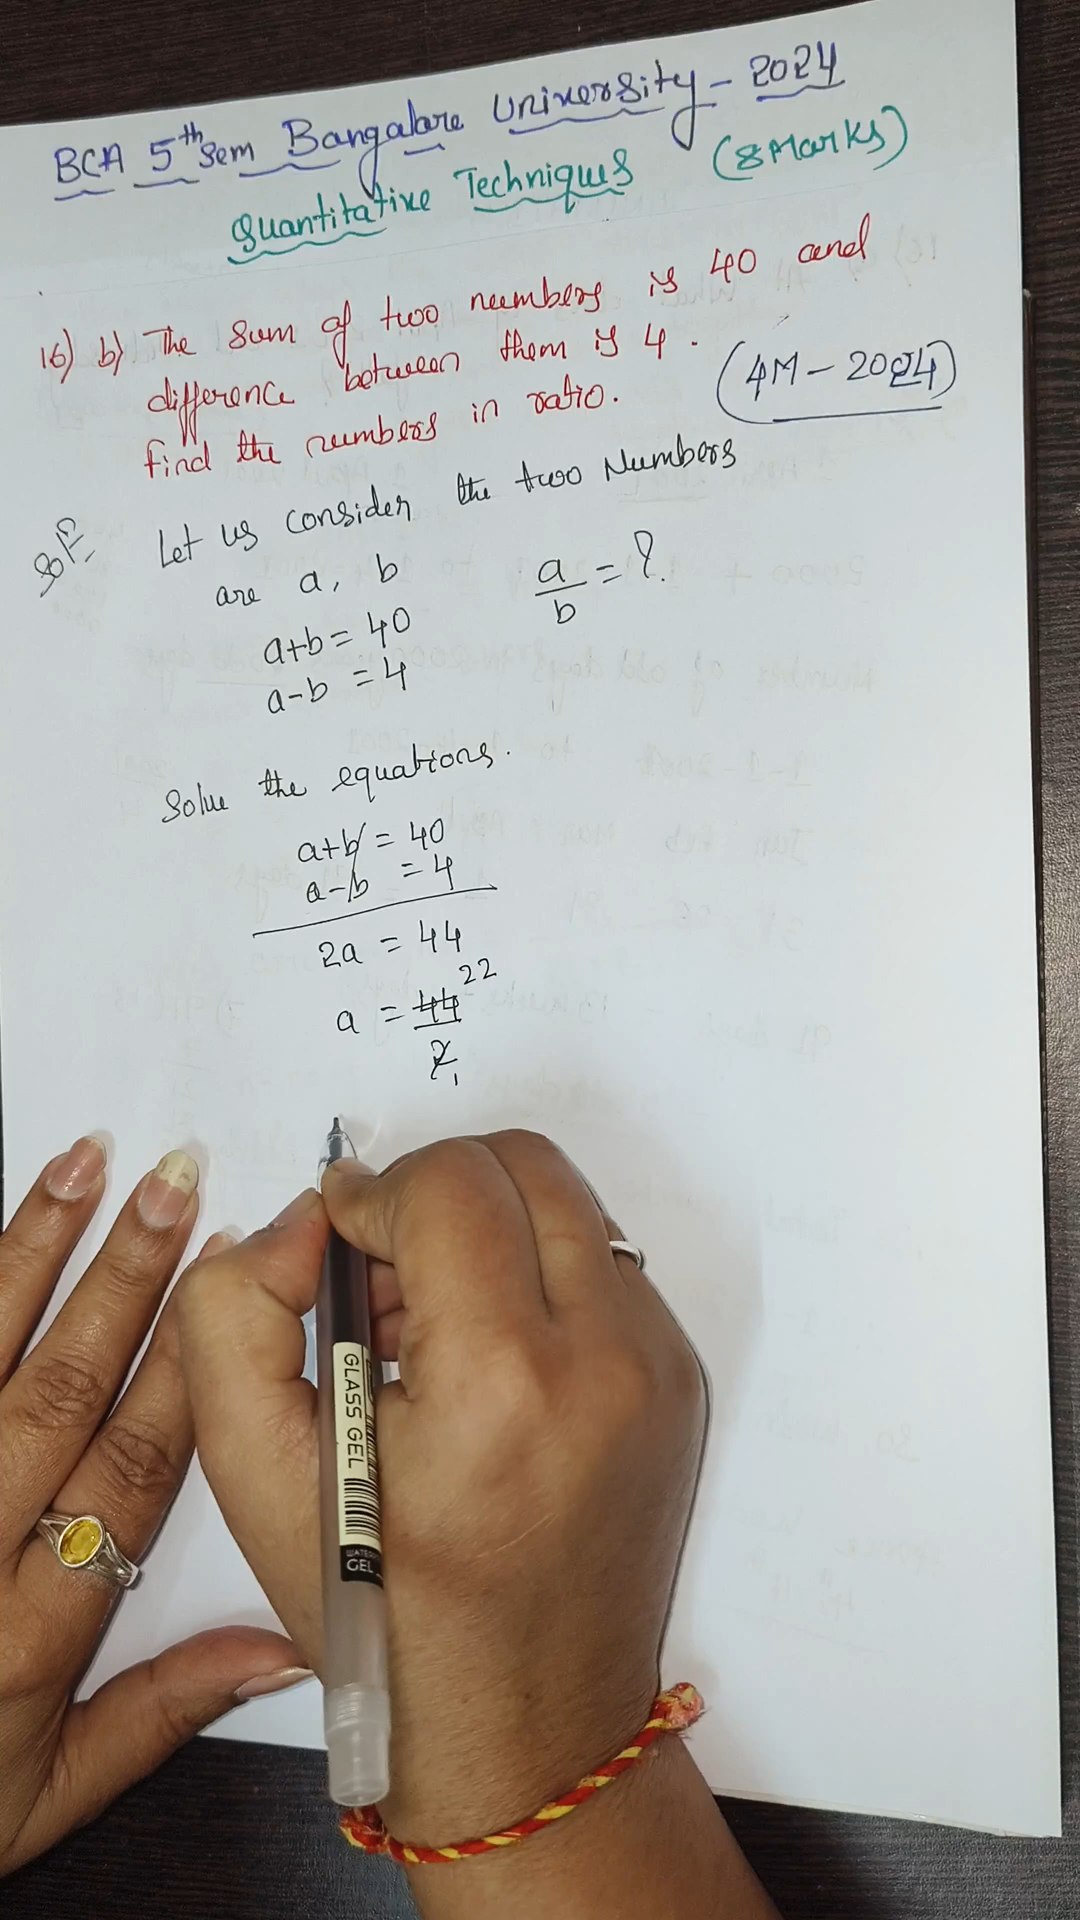 BCA 5th Sem Bangalore University - 2024
Quantitative Techniques (8 Marks)
16) b) The Sum of two numbers is 40 and
difference between them is 4.
find the numbers in ratio. (4M - 2024)
Soln Let us consider the two Numbers
are a, b
a/b = ?
a+b = 40
a-b = 4
Solve the equations.
a+b = 40
a-b = 4
2a = 44
a = 44/2 22
1
GLASS GEL
GEL